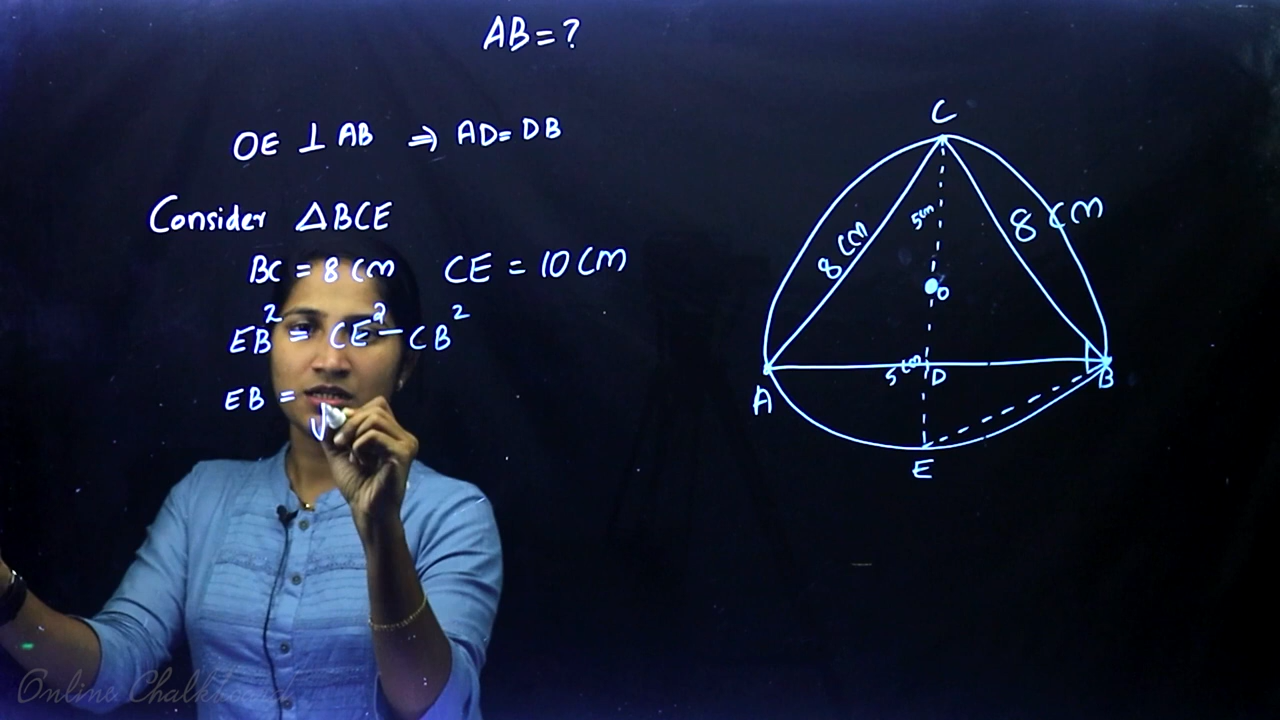 AB = ?
OE ⊥ AB ⇒ AD = DB
Consider △BCE
BC = 8 cm CE = 10 cm
EB² = CE² – CB²
EB = √
C
5cm
8 cm
8 cm
O
5cm
D
A
B
E
Online Chalkboard